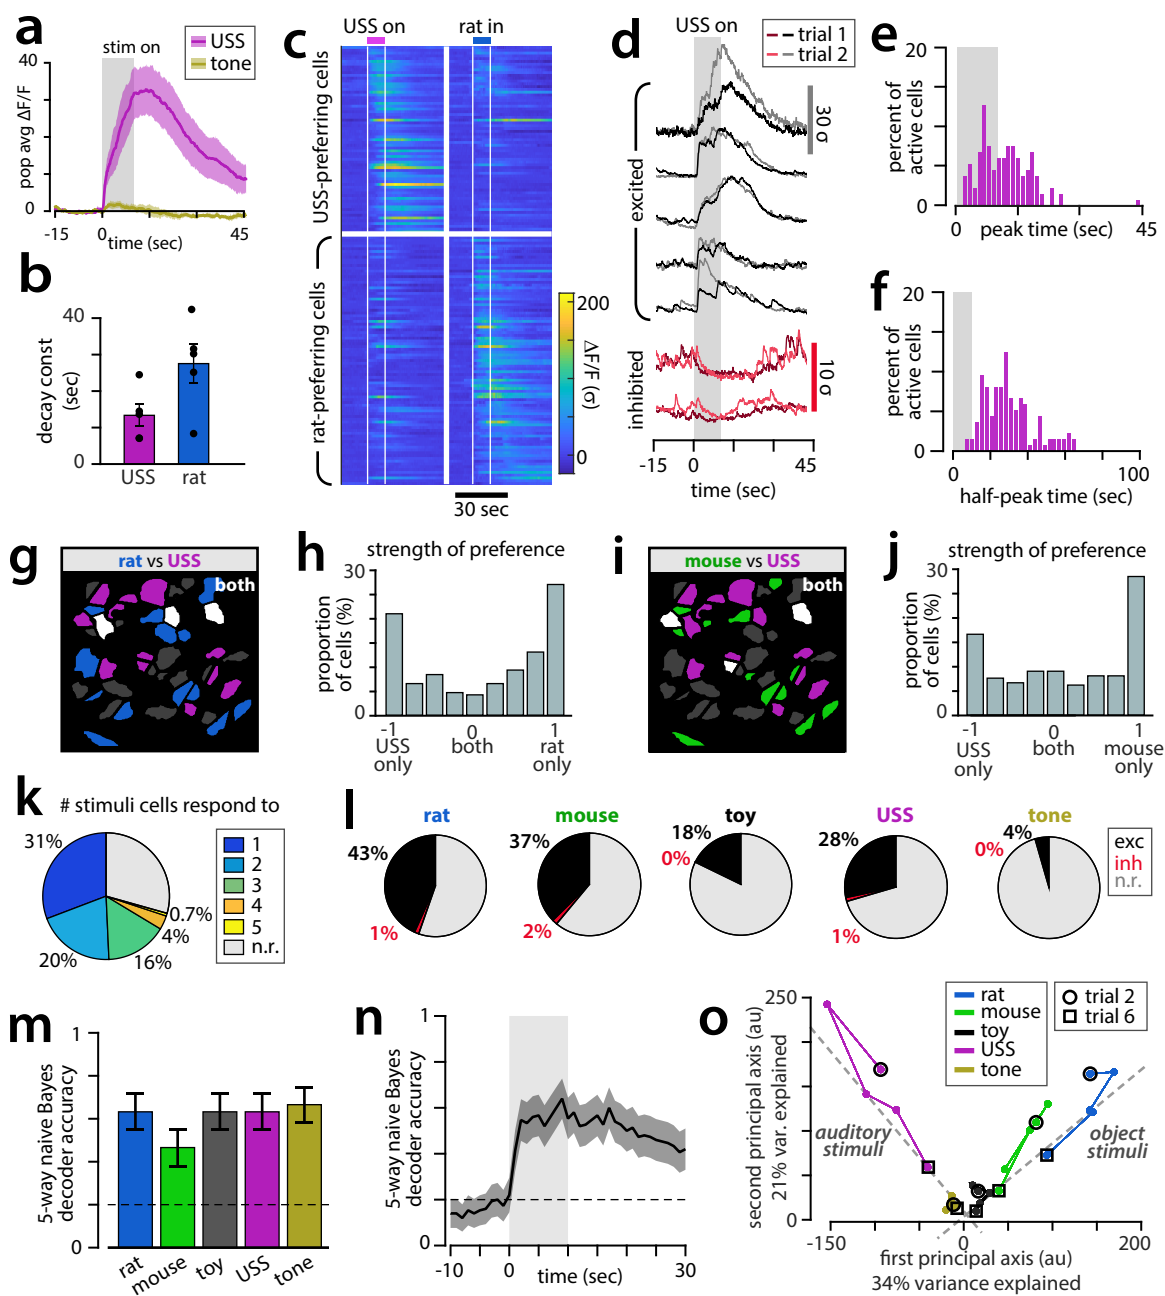 a
stim on
USS
tone
pop avg ΔF/F
40
0
-15
0
45
time (sec)
b
decay const
(sec)
40
0
USS
rat
c
USS on
rat in
USS-preferring cells
rat-preferring cells
200
ΔF/F (σ)
0
30 sec
d
USS on
trial 1
trial 2
excited
inhibited
30 σ
10 σ
-15
0
45
time (sec)
e
percent of
active cells
20
0
0
45
peak time (sec)
f
percent of
active cells
20
0
0
100
half-peak time (sec)
g
rat vs USS
both
h
strength of preference
proportion
of cells (%)
30
0
-1
0
1
USS
only
both
rat
only
i
mouse vs USS
both
j
strength of preference
proportion
of cells (%)
30
0
-1
0
1
USS
only
both
mouse
only
k
# stimuli cells respond to
31%
20%
16%
4%
0.7%
1
2
3
4
5
n.r.
l
rat
43%
1%
mouse
37%
2%
toy
18%
0%
USS
28%
1%
tone
4%
0%
exc
inh
n.r.
m
5-way naive Bayes
decoder accuracy
1
0
rat
mouse
toy
USS
tone
n
5-way naive Bayes
decoder accuracy
1
0
-10
0
10
30
time (sec)
o
second principal axis (au)
21% var. explained
250
0
rat
mouse
toy
USS
tone
trial 2
trial 6
auditory
stimuli
object
stimuli
-150
0
200
first principal axis (au)
34% variance explained